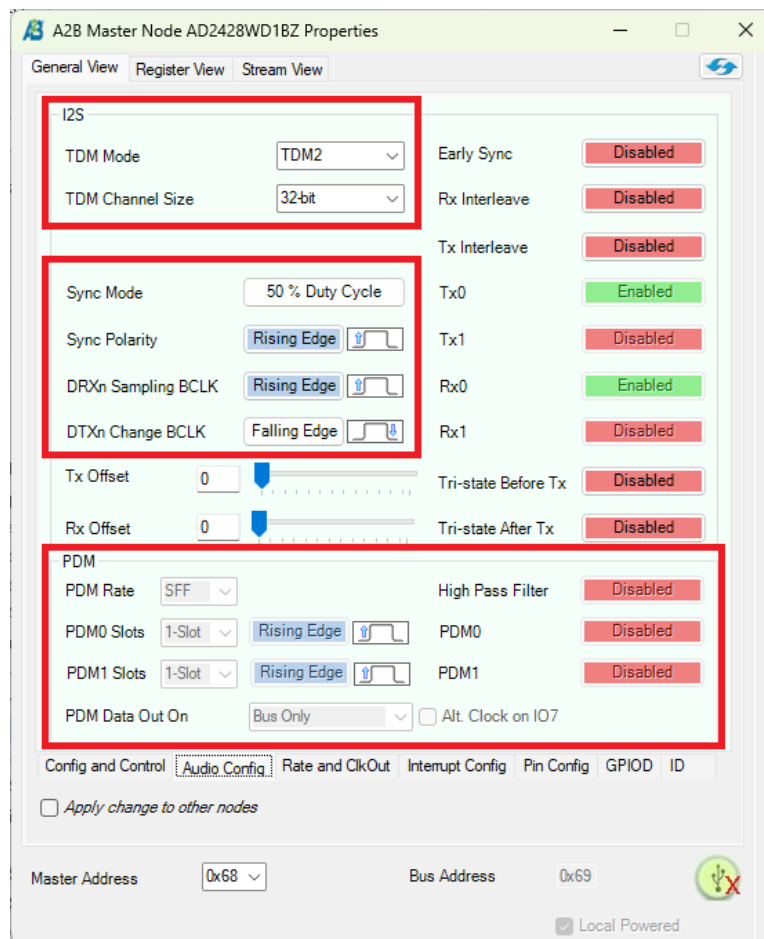 A2B Master Node AD2428WD1BZ Properties
General View Register View Stream View
I2S
TDM Mode TDM2 Early Sync Disabled
TDM Channel Size 32-bit Rx Interleave Disabled
Tx Interleave Disabled
Sync Mode 50 % Duty Cycle Tx0 Enabled
Sync Polarity Rising Edge Tx1 Disabled
DRXn Sampling BCLK Rising Edge Rx0 Enabled
DTXn Change BCLK Falling Edge Rx1 Disabled
Tx Offset 0 Tri-state Before Tx Disabled
Rx Offset 0 Tri-state After Tx Disabled
PDM
PDM Rate SFF High Pass Filter Disabled
PDM0 Slots 1-Slot Rising Edge PDM0 Disabled
PDM1 Slots 1-Slot Rising Edge PDM1 Disabled
PDM Data Out On Bus Only Alt. Clock on IO7
Config and Control Audio Config Rate and ClkOut Interrupt Config Pin Config GPIOD ID
Apply change to other nodes
Master Address 0x68 Bus Address 0x69
Local Powered